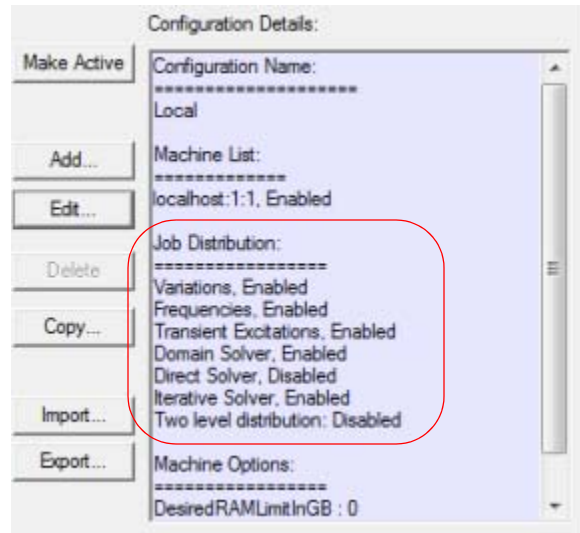 Configuration Details:
Make Active
Add...
Edit...
Delete
Copy...
Import...
Export...
Configuration Name:
=====================
Local
Machine List:
=============
localhost:1:1, Enabled
Job Distribution:
==================
Variations, Enabled
Frequencies, Enabled
Transient Excitations, Enabled
Domain Solver, Enabled
Direct Solver, Disabled
Iterative Solver, Enabled
Two level distribution: Disabled
Machine Options:
==================
DesiredRAMLimitInGB : 0